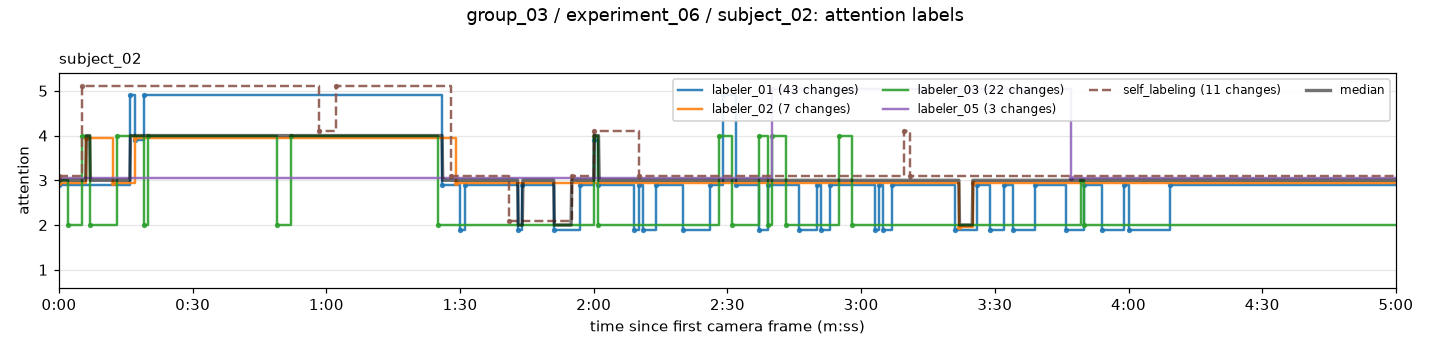 group_03 / experiment_06 / subject_02: attention labels
subject_02
labeler_01 (43 changes)
labeler_02 (7 changes)
labeler_03 (22 changes)
labeler_05 (3 changes)
self_labeling (11 changes)
median
attention
5
4
3
2
1
0:00 0:30 1:00 1:30 2:00 2:30 3:00 3:30 4:00 4:30 5:00
time since first camera frame (m:ss)